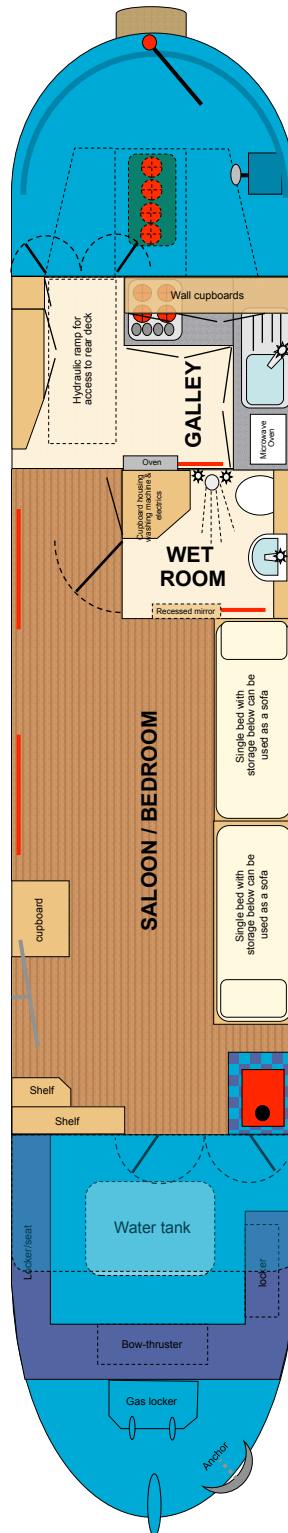 Wall cupboards
Hydraulic ramp for
access to rear deck
GALLEY
Microwave
Oven
Oven
Cupboard housing
washing machine &
electrics
WET
ROOM
Recessed mirror
SALOON / BEDROOM
Single bed with
storage below can be
used as a sofa
Single bed with
storage below can be
used as a sofa
cupboard
Shelf
Shelf
Locker/seat
Water tank
locker
Bow-thruster
Gas locker
Anchor